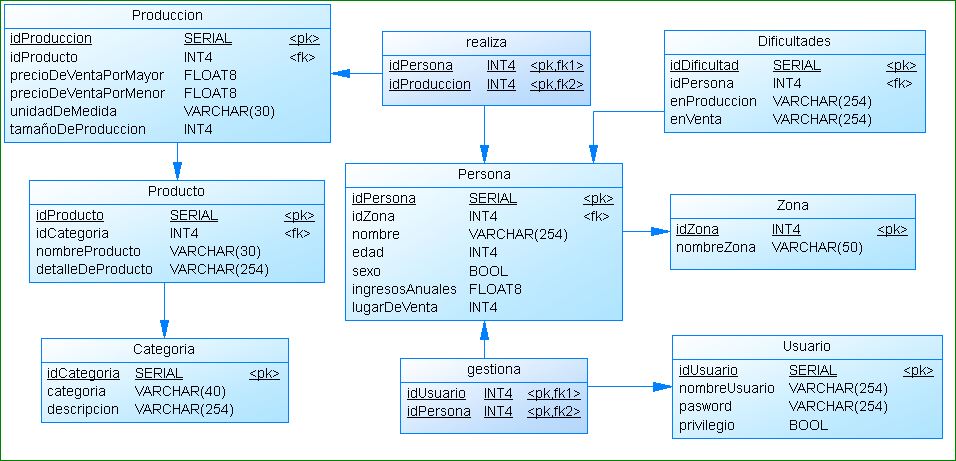 Produccion
idProduccion SERIAL <pk>
idProducto INT4 <fk>
precioDeVentaPorMayor FLOAT8
precioDeVentaPorMenor FLOAT8
unidadDeMedida VARCHAR(30)
tamañoDeProduccion INT4
realiza
idPersona INT4 <pk,fk1>
idProduccion INT4 <pk,fk2>
Dificultades
idDificultad SERIAL <pk>
idPersona INT4 <fk>
enProduccion VARCHAR(254)
enVenta VARCHAR(254)
Producto
idProducto SERIAL <pk>
idCategoria INT4 <fk>
nombreProducto VARCHAR(30)
detalleDeProducto VARCHAR(254)
Persona
idPersona SERIAL <pk>
idZona INT4 <fk>
nombre VARCHAR(254)
edad INT4
sexo BOOL
ingresosAnuales FLOAT8
lugarDeVenta INT4
Zona
idZona INT4 <pk>
nombreZona VARCHAR(50)
Categoria
idCategoria SERIAL <pk>
categoria VARCHAR(40)
descripcion VARCHAR(254)
gestiona
idUsuario INT4 <pk,fk1>
idPersona INT4 <pk,fk2>
Usuario
idUsuario SERIAL <pk>
nombreUsuario VARCHAR(254)
pasword VARCHAR(254)
privilegio BOOL